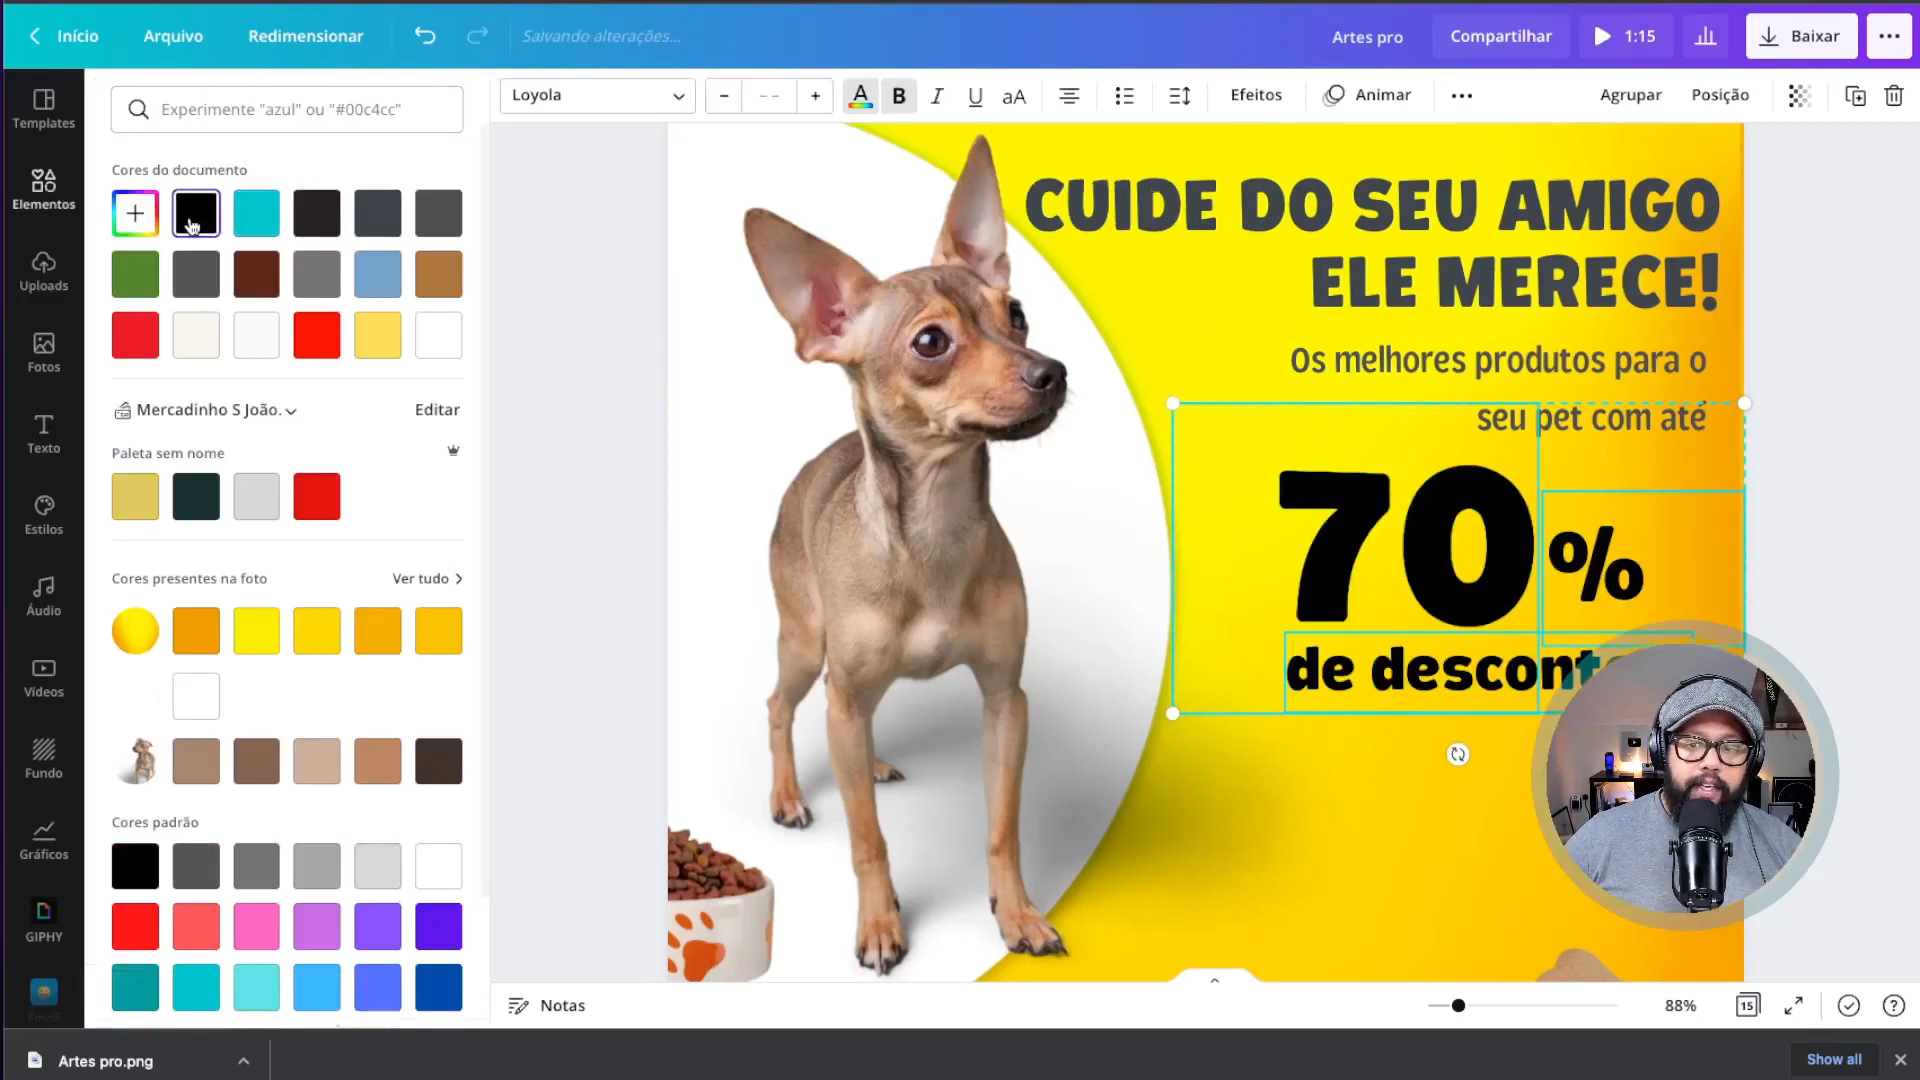 Início
Arquivo
Redimensionar
Salvando alterações...
Artes pro
Compartilhar
1:15
Baixar
Templates
Elementos
Uploads
Fotos
Texto
Estilos
Áudio
Vídeos
Fundo
Gráficos
GIPHY
Emoji
Experimente "azul" ou "#00c4cc"
Cores do documento
Mercadinho S João.
Editar
Paleta sem nome
Cores presentes na foto
Ver tudo
Cores padrão
Loyola
- -
A
B
I
U
aA
Efeitos
Animar
Agrupar
Posição
CUIDE DO SEU AMIGO
ELE MERECE!
Os melhores produtos para o
seu pet com até
70%
de desconto
Notas
88%
15
Artes pro.png
Show all